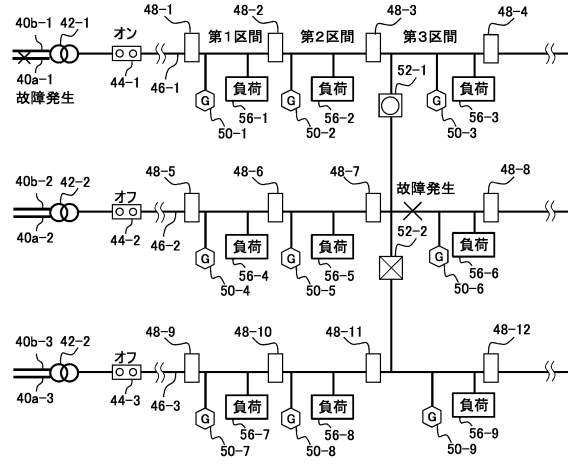 40b-1 42-1 オン 48-1 48-2 48-3 48-4
第1区間 第2区間 第3区間
40a-1 44-1 46-1
故障発生
G 負荷 G 負荷 G 負荷
50-1 56-1 50-2 56-2 52-1 50-3 56-3
40b-2 42-2 オフ 48-5 48-6 48-7 故障発生 48-8
40a-2 44-2 46-2 52-2
G 負荷 G 負荷 G 負荷
50-4 56-4 50-5 56-5 50-6 56-6
40b-3 42-2 オフ 48-9 48-10 48-11 48-12
40a-3 44-3 46-3
G 負荷 G 負荷 G 負荷
50-7 56-7 50-8 56-8 50-9 56-9